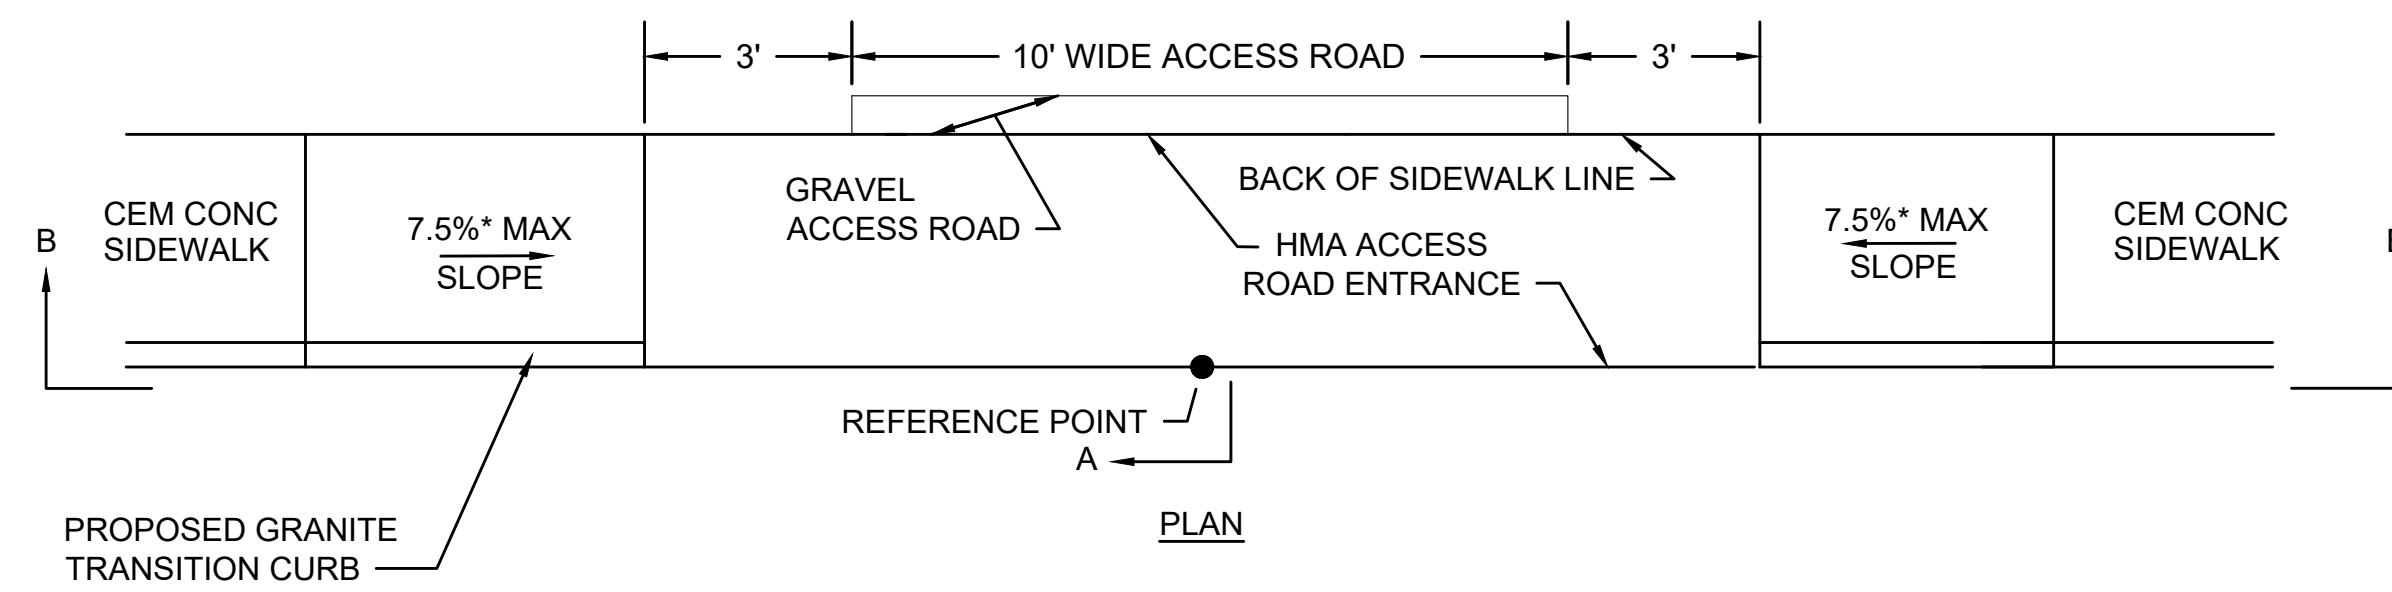 3'
10' WIDE ACCESS ROAD
3'
GRAVEL
ACCESS ROAD
BACK OF SIDEWALK LINE
CEM CONC
SIDEWALK
7.5%* MAX
SLOPE
HMA ACCESS
ROAD ENTRANCE
7.5%* MAX
SLOPE
CEM CONC
SIDEWALK
B
REFERENCE POINT
A
PROPOSED GRANITE
TRANSITION CURB
PLAN